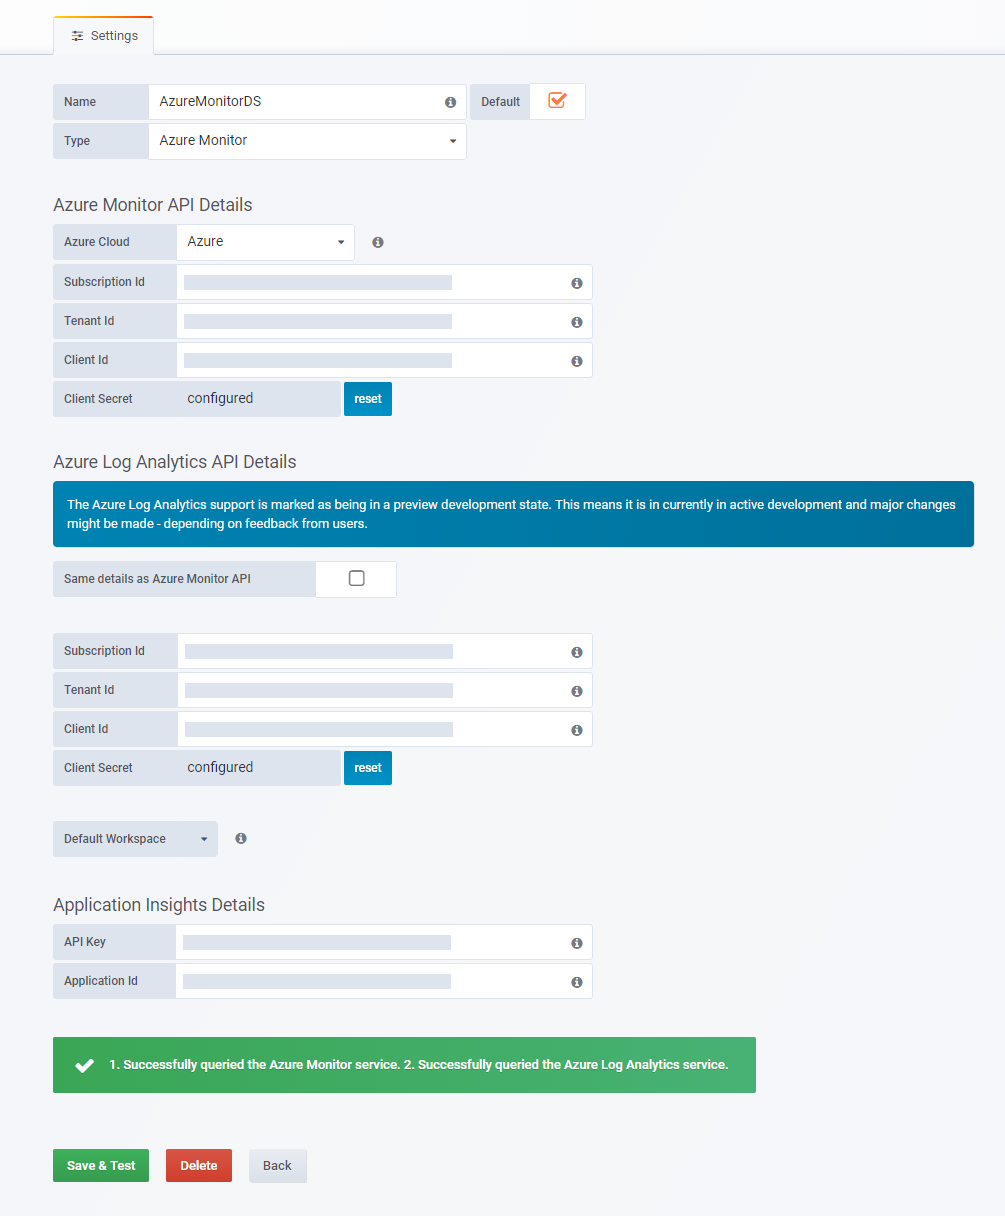 Settings
Name AzureMonitorDS Default
Type Azure Monitor
Azure Monitor API Details
Azure Cloud Azure
Subscription Id
Tenant Id
Client Id
Client Secret configured reset
Azure Log Analytics API Details
The Azure Log Analytics support is marked as being in a preview development state. This means it is in currently in active development and major changes
might be made - depending on feedback from users.
Same details as Azure Monitor API
Subscription Id
Tenant Id
Client Id
Client Secret configured reset
Default Workspace
Application Insights Details
API Key
Application Id
1. Successfully queried the Azure Monitor service. 2. Successfully queried the Azure Log Analytics service.
Save & Test Delete Back